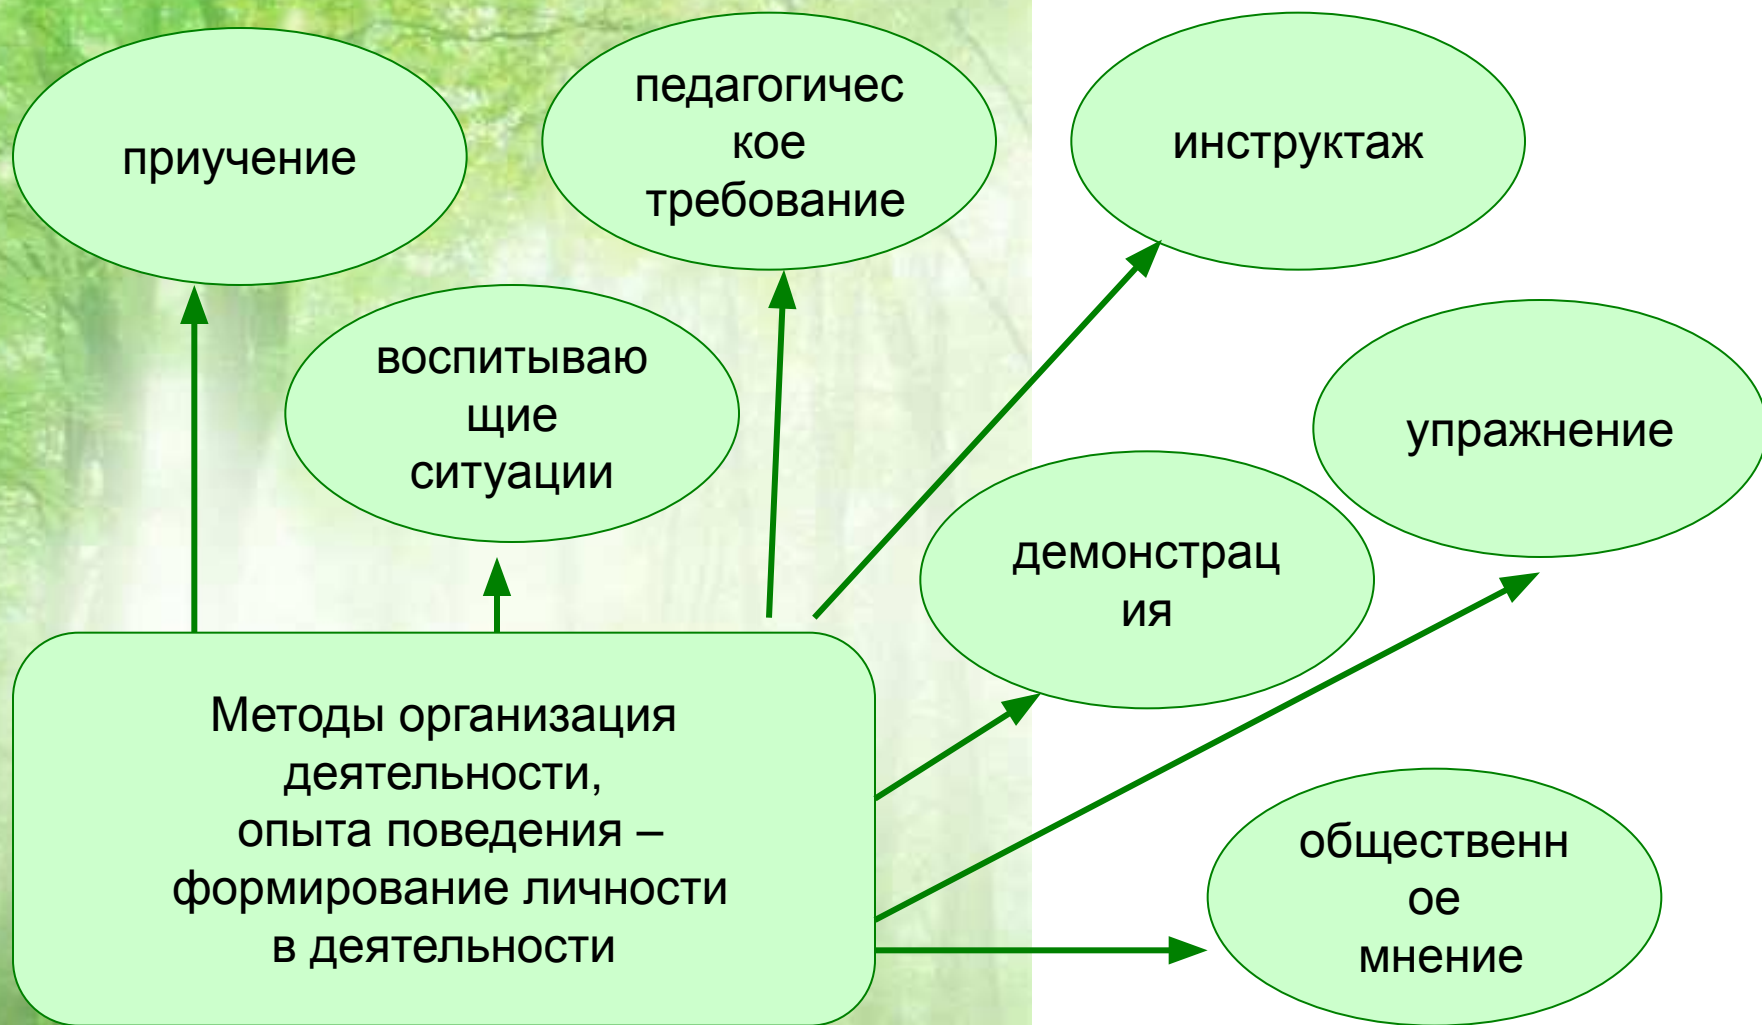 приучение
педагогичес
кое
требование
инструктаж
воспитываю
щие
ситуации
упражнение
демонстрац
ия
Методы организация
деятельности,
опыта поведения –
формирование личности
в деятельности
общественн
ое
мнение